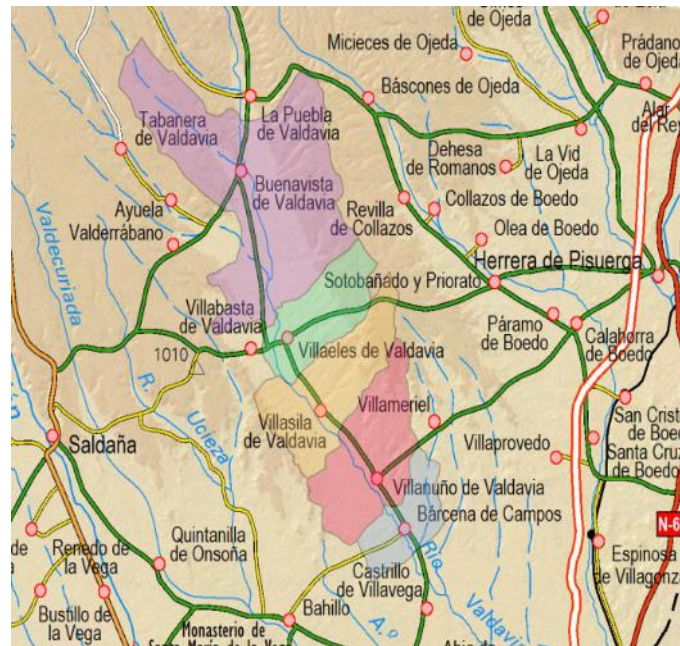 de Ojeda
Micieces de Ojeda
Prádano
de Ojeda
Báscones de Ojeda
Tabanera
de Valdavia
La Puebla
de Valdavia
Alar
del Rey
Dehesa
de Romanos
La Vid
de Ojeda
Buenavista
de Valdavia
Ayuela
Collazos de Boedo
Revilla
de Collazos
Olea de Boedo
Valderrábano
Valdecuriada
Herrera de Pisuerga
Sotobañado y Priorato
Villabasta
de Valdavia
Páramo
de Boedo
Calahorra
de Boedo
1010
Villaeles de Valdavia
R.
Ucieza
Villasila
de Valdavia
Villameriel
San Cris
de Boe
Saldaña
Villaprovedo
Santa Cruz
de Boedo
Villanuño de Valdavia
Bárcena de Campos
N-6
Quintanilla
de Onsoña
Renedo de
la Vega
de
Río
Espinosa
de Villagonza
Castrillo
de Villavega
Valdavia
Bahillo
A.º
Bustillo de
la Vega
Monasterio de